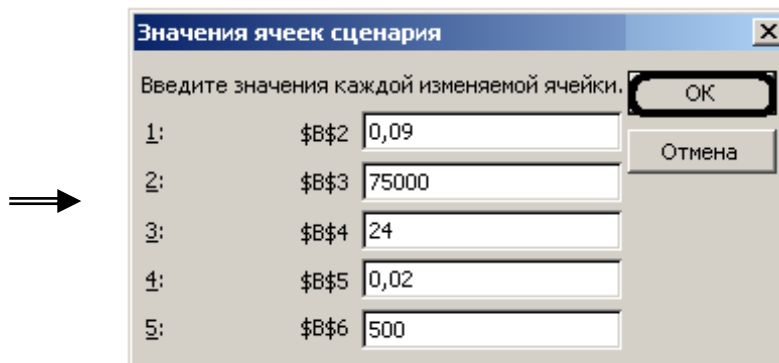 Значения ячеек сценария
Введите значения каждой изменяемой ячейки.
ОК
1: $B$2 0,09
Отмена
2: $B$3 75000
3: $B$4 24
4: $B$5 0,02
5: $B$6 500